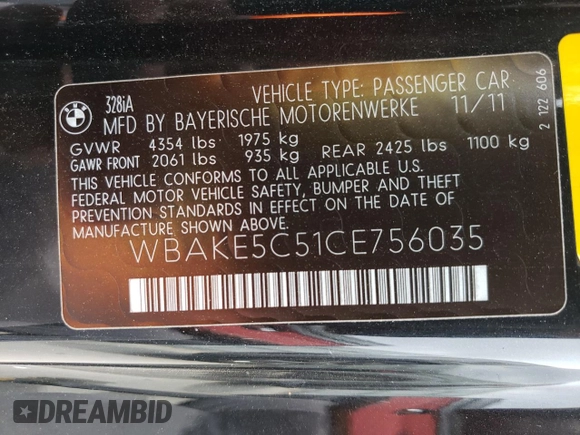 BMW
328iA
VEHICLE TYPE: PASSENGER CAR
MFD BY BAYERISCHE MOTORENWERKE 11/11
GVWR 4354 lbs 1975 kg
GAWR FRONT 2061 lbs 935 kg REAR 2425 lbs 1100 kg
THIS VEHICLE CONFORMS TO ALL APPLICABLE U.S.
FEDERAL MOTOR VEHICLE SAFETY, BUMPER AND THEFT
PREVENTION STANDARDS IN EFFECT ON THE DATE OF
MANUFACTURE SHOWN ABOVE.
WBAKE5C51CE756035
2 122 606
DREAMBID